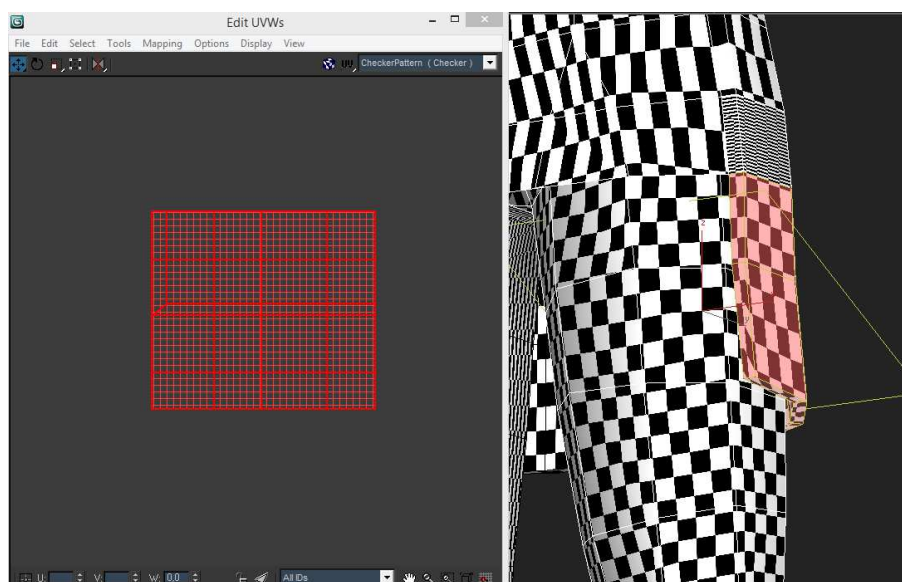 Edit UVWs
File Edit Select Tools Mapping Options Display View
CheckerPattern ( Checker )
z
U: V: W: 0.0 All IDs